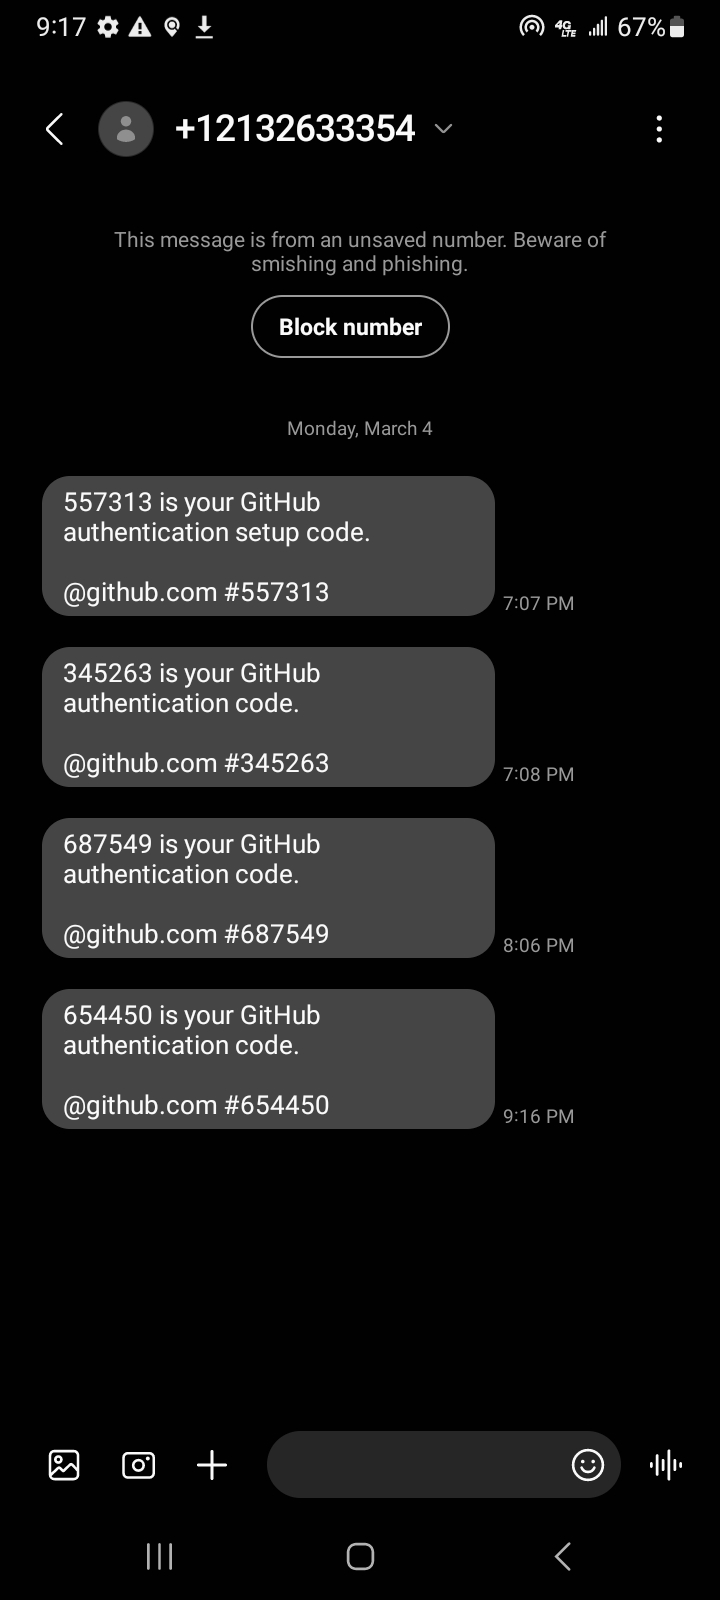 9:17 67%
+12132633354
This message is from an unsaved number. Beware of
smishing and phishing.
Block number
Monday, March 4
557313 is your GitHub
authentication setup code.
@github.com #557313
7:07 PM
345263 is your GitHub
authentication code.
@github.com #345263
7:08 PM
687549 is your GitHub
authentication code.
@github.com #687549
8:06 PM
654450 is your GitHub
authentication code.
@github.com #654450
9:16 PM